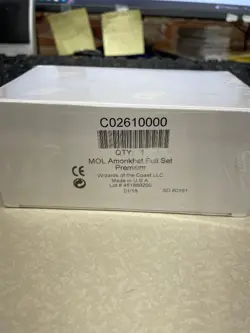 C02610000
QTY: 1
MOL Amonkhet Full Set
Premium
Wizards of the Coast LLC
Made in U.S.A